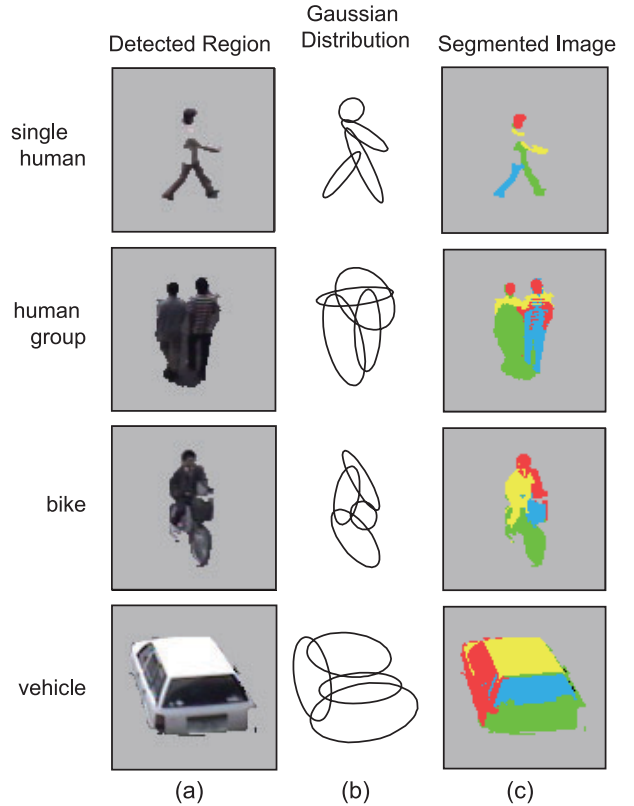 Detected Region
Gaussian
Distribution
Segmented Image
single
human
human
group
bike
vehicle
(a)
(b)
(c)